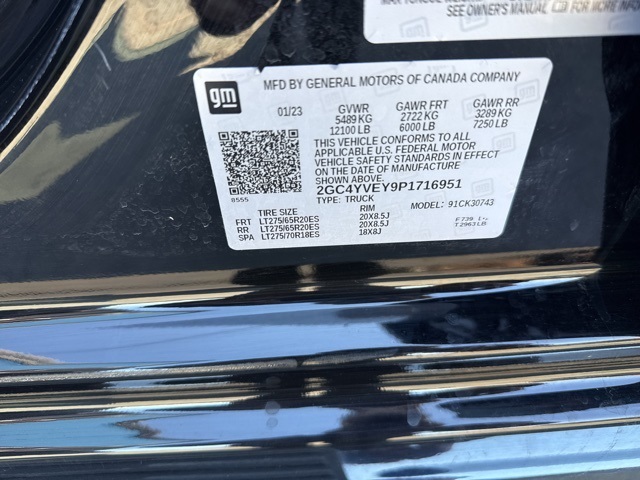 SEE OWNER'S MANUAL
gm
MFD BY GENERAL MOTORS OF CANADA COMPANY
01/23 GVWR GAWR FRT GAWR RR
5489 KG 2722 KG 3289 KG
12100 LB 6000 LB 7250 LB
THIS VEHICLE CONFORMS TO ALL
APPLICABLE U.S. FEDERAL MOTOR
VEHICLE SAFETY STANDARDS IN EFFECT
ON THE DATE OF MANUFACTURE
SHOWN ABOVE.
2GC4YVEY9P1716951
8555 TYPE: TRUCK MODEL: 91CK30743
TIRE SIZE RIM
FRT LT275/65R20ES 20X8.5J
RR LT275/65R20ES 20X8.5J
SPA LT275/70R18ES 18X8J
F739
T2963LB